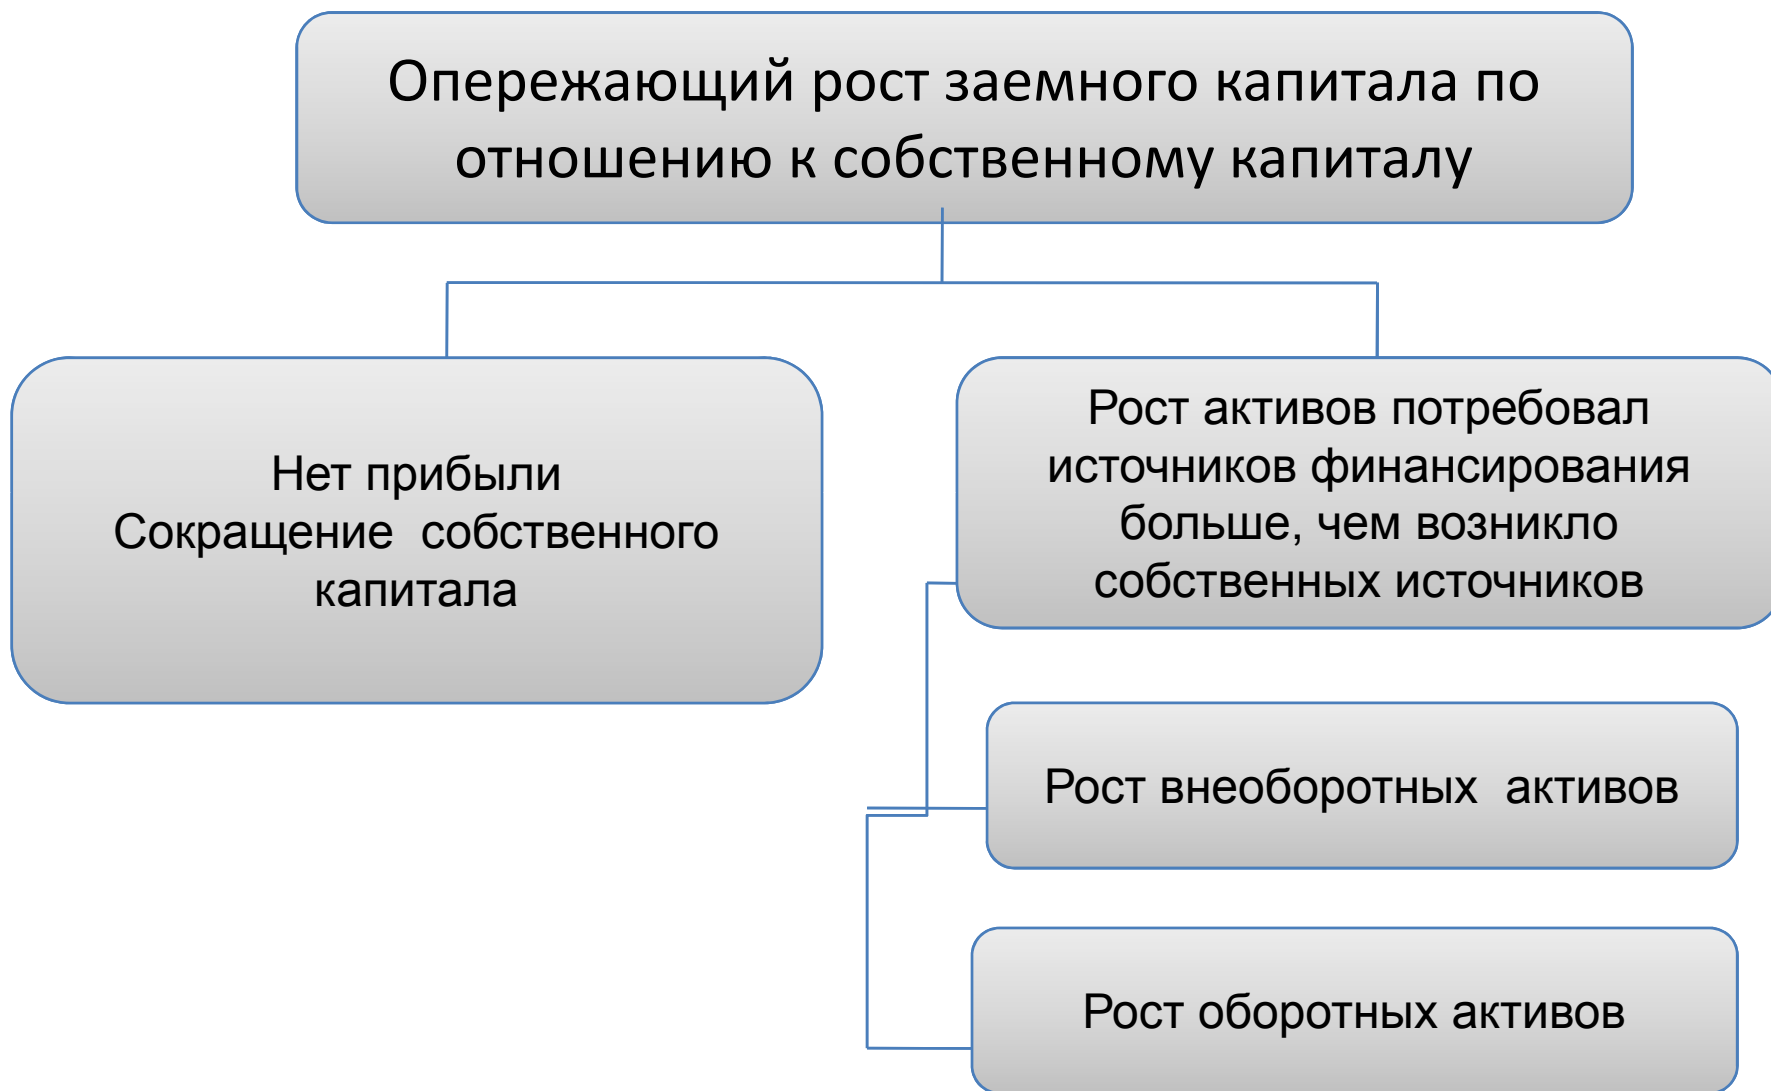 Опережающий рост заемного капитала по
отношению к собственному капиталу
Нет прибыли
Сокращение  собственного
капитала
Рост активов потребовал
источников финансирования
больше, чем возникло
собственных источников
Рост внеоборотных  активов
Рост оборотных активов